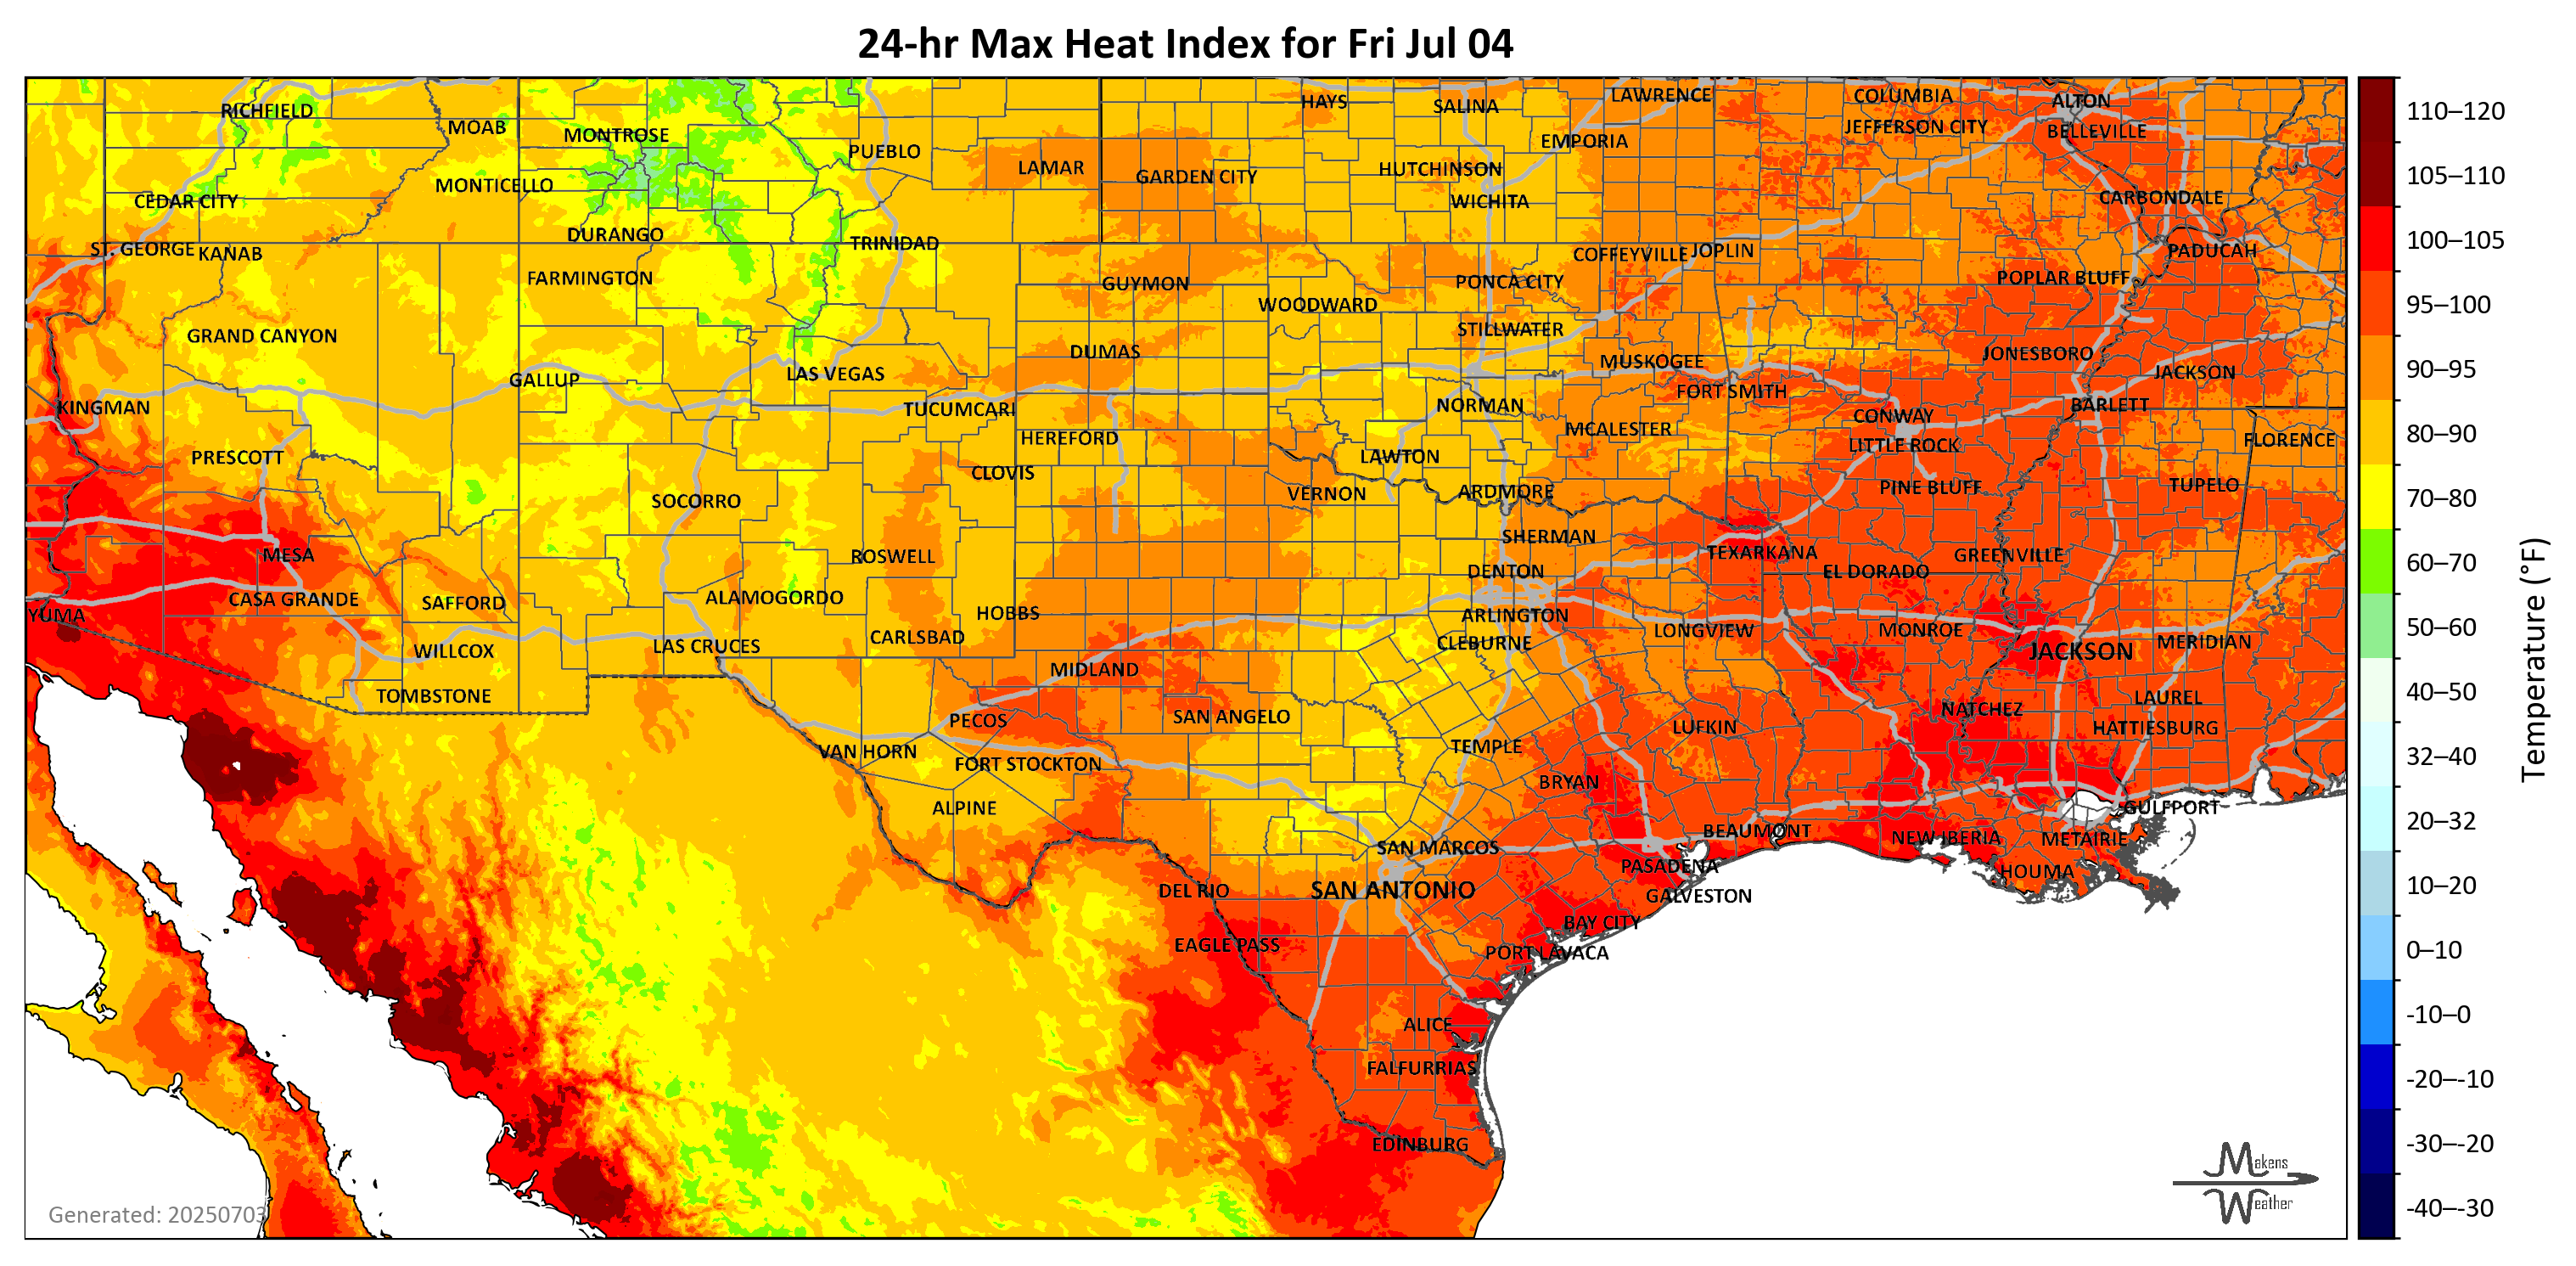 24-hr Max Heat Index for Fri Jul 04
RICHFIELD
MOAB
MONTROSE
PUEBLO
LAMAR
HAYS
SALINA
LAWRENCE
COLUMBIA
ALTON
JEFFERSON CITY
BELLEVILLE
EMPORIA
GARDEN CITY
HUTCHINSON
MONTICELLO
CEDAR CITY
WICHITA
CARBONDALE
DURANGO
TRINIDAD
ST. GEORGE
KANAB
COFFEYVILLE
JOPLIN
PADUCAH
FARMINGTON
GUYMON
PONCA CITY
POPLAR BLUFF
WOODWARD
GRAND CANYON
STILLWATER
DUMAS
JONESBORO
MUSKOGEE
GALLUP
LAS VEGAS
JACKSON
FORT SMITH
KINGMAN
TUCUMCARI
NORMAN
CONWAY
BARLETT
HEREFORD
MCALESTER
LITTLE ROCK
FLORENCE
PRESCOTT
CLOVIS
LAWTON
VERNON
ARDMORE
PINE BLUFF
TUPELO
SOCORRO
SHERMAN
MESA
ROSWELL
TEXARKANA
GREENVILLE
DENTON
EL DORADO
CASA GRANDE
SAFFORD
ALAMOGORDO
HOBBS
YUMA
ARLINGTON
CARLSBAD
CLEBURNE
LONGVIEW
MONROE
JACKSON
MERIDIAN
WILLCOX
LAS CRUCES
MIDLAND
TOMBSTONE
PECOS
SAN ANGELO
NATCHEZ
LAUREL
LUFKIN
HATTIESBURG
VAN HORN
FORT STOCKTON
TEMPLE
BRYAN
ALPINE
GULFPORT
BEAUMONT
NEW IBERIA
METAIRIE
SAN MARCOS
PASADENA
HOUMA
DEL RIO
SAN ANTONIO
GALVESTON
BAY CITY
EAGLE PASS
PORT LAVACA
ALICE
FALFURRIAS
EDINBURG
Generated: 20250703
Makens
Weather
110–120
105–110
100–105
95–100
90–95
80–90
70–80
60–70
50–60
40–50
32–40
20–32
10–20
0–10
-10–0
-20–-10
-30–-20
-40–-30
Temperature (°F)